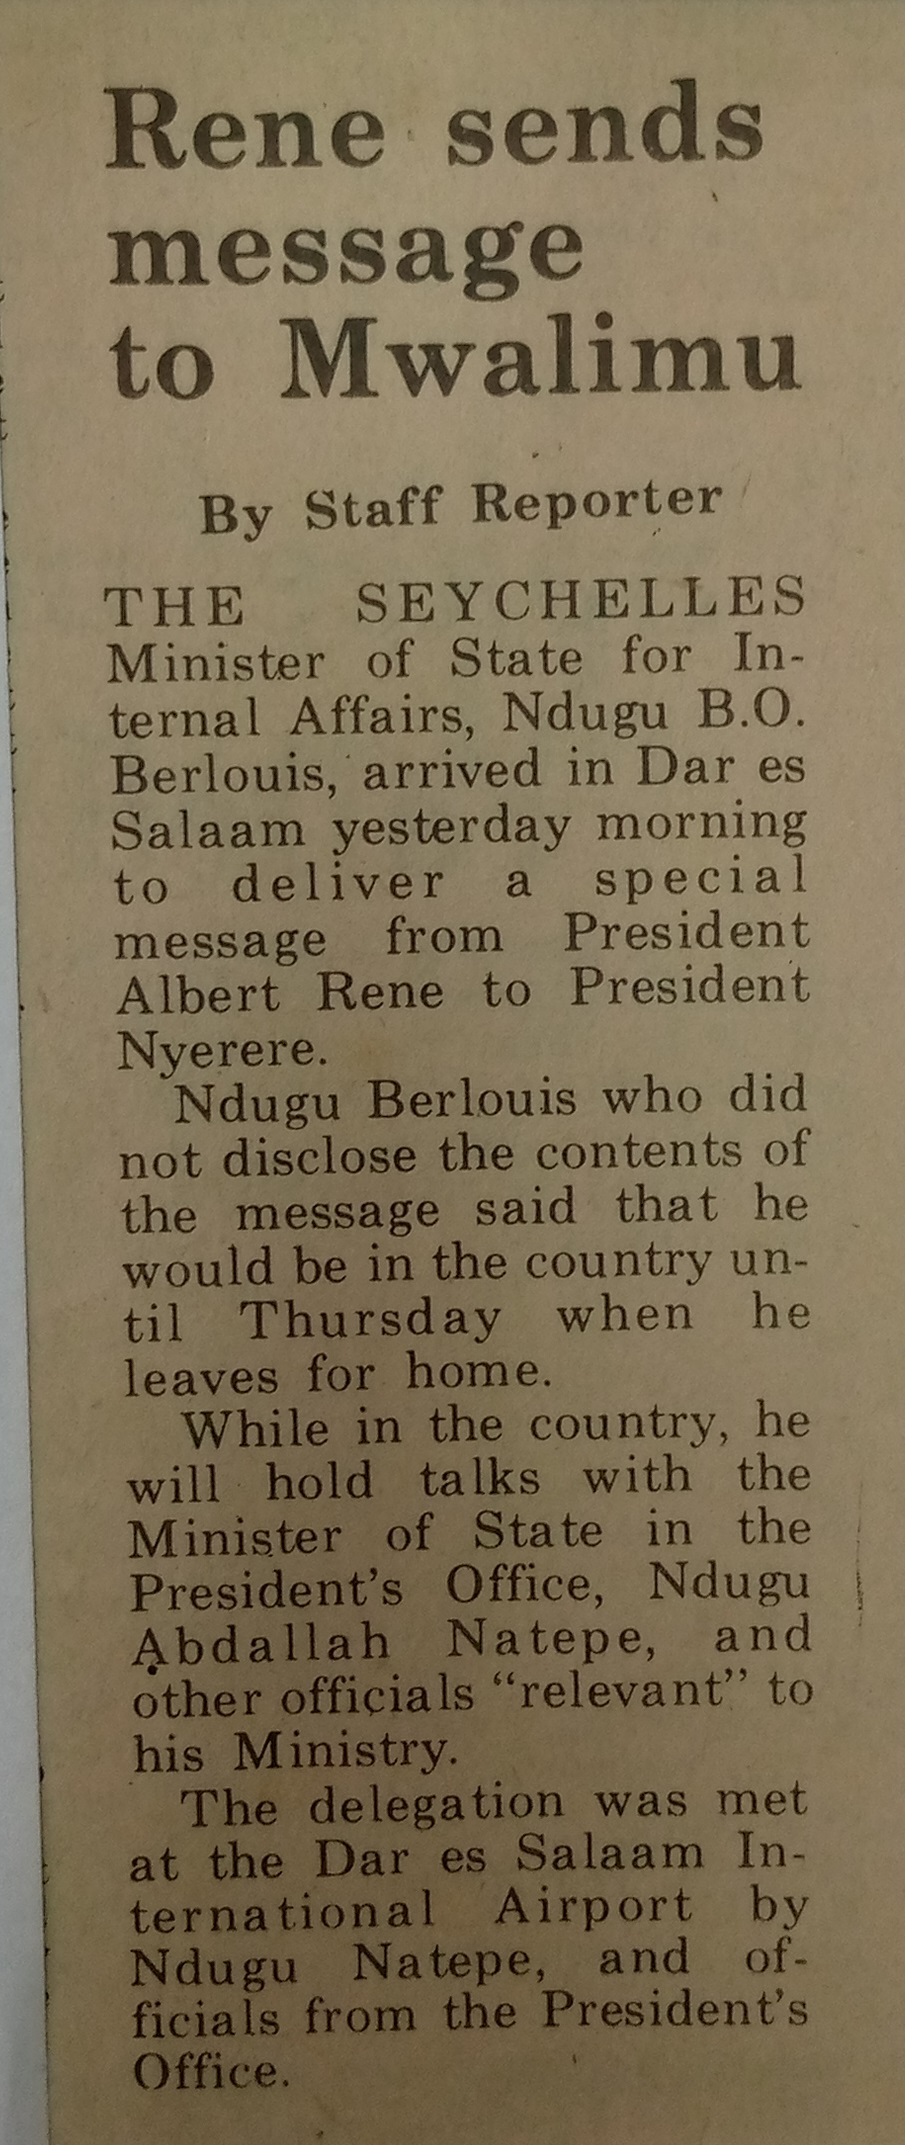 Rene sends
message
to Mwalimu
By Staff Reporter
THE SEYCHELLES
Minister of State for In-
ternal Affairs, Ndugu B.O.
Berlouis, arrived in Dar es
Salaam yesterday morning
to deliver a special
message from President
Albert Rene to President
Nyerere.
Ndugu Berlouis who did
not disclose the contents of
the message said that he
would be in the country un-
til Thursday when he
leaves for home.
While in the country, he
will hold talks with the
Minister of State in the
President's Office, Ndugu
Abdallah Natepe, and
other officials “relevant” to
his Ministry.
The delegation was met
at the Dar es Salaam In-
ternational Airport by
Ndugu Natepe, and of-
ficials from the President's
Office.